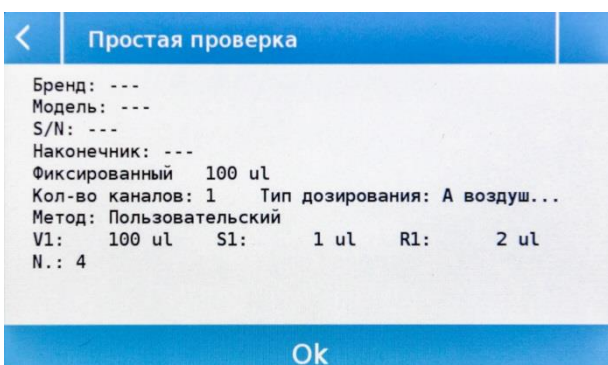 Простая проверка
Бренд: ---
Модель: ---
S/N: ---
Наконечник: ---
Фиксированный 100 ul
Кол-во каналов: 1 Тип дозирования: А воздуш...
Метод: Пользовательский
V1: 100 ul S1: 1 ul R1: 2 ul
N.: 4
Ok